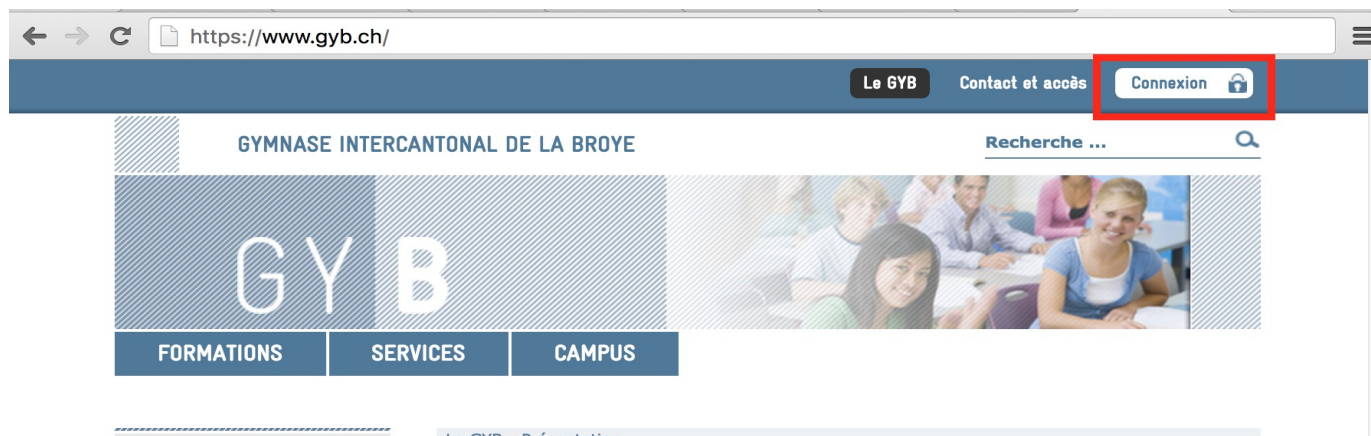 https://www.gyb.ch/
Le GYB Contact et accès Connexion
GYMNASE INTERCANTONAL DE LA BROYE Recherche ...
GYB
FORMATIONS SERVICES CAMPUS